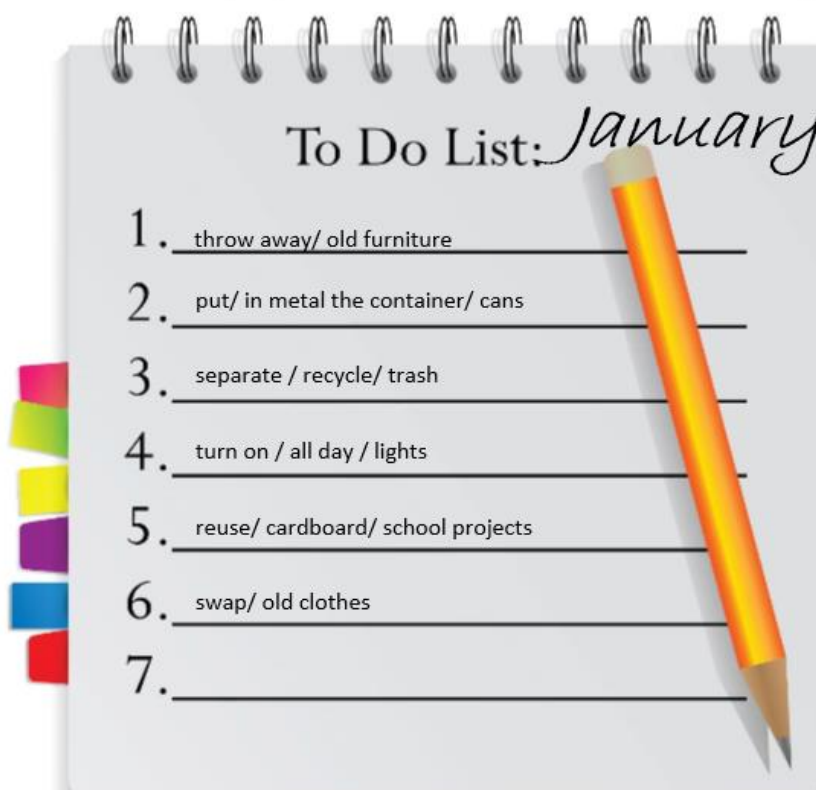 To Do List: January
1. throw away/ old furniture
2. put/ in metal the container/ cans
3. separate / recycle/ trash
4. turn on / all day / lights
5. reuse/ cardboard/ school projects
6. swap/ old clothes
7.